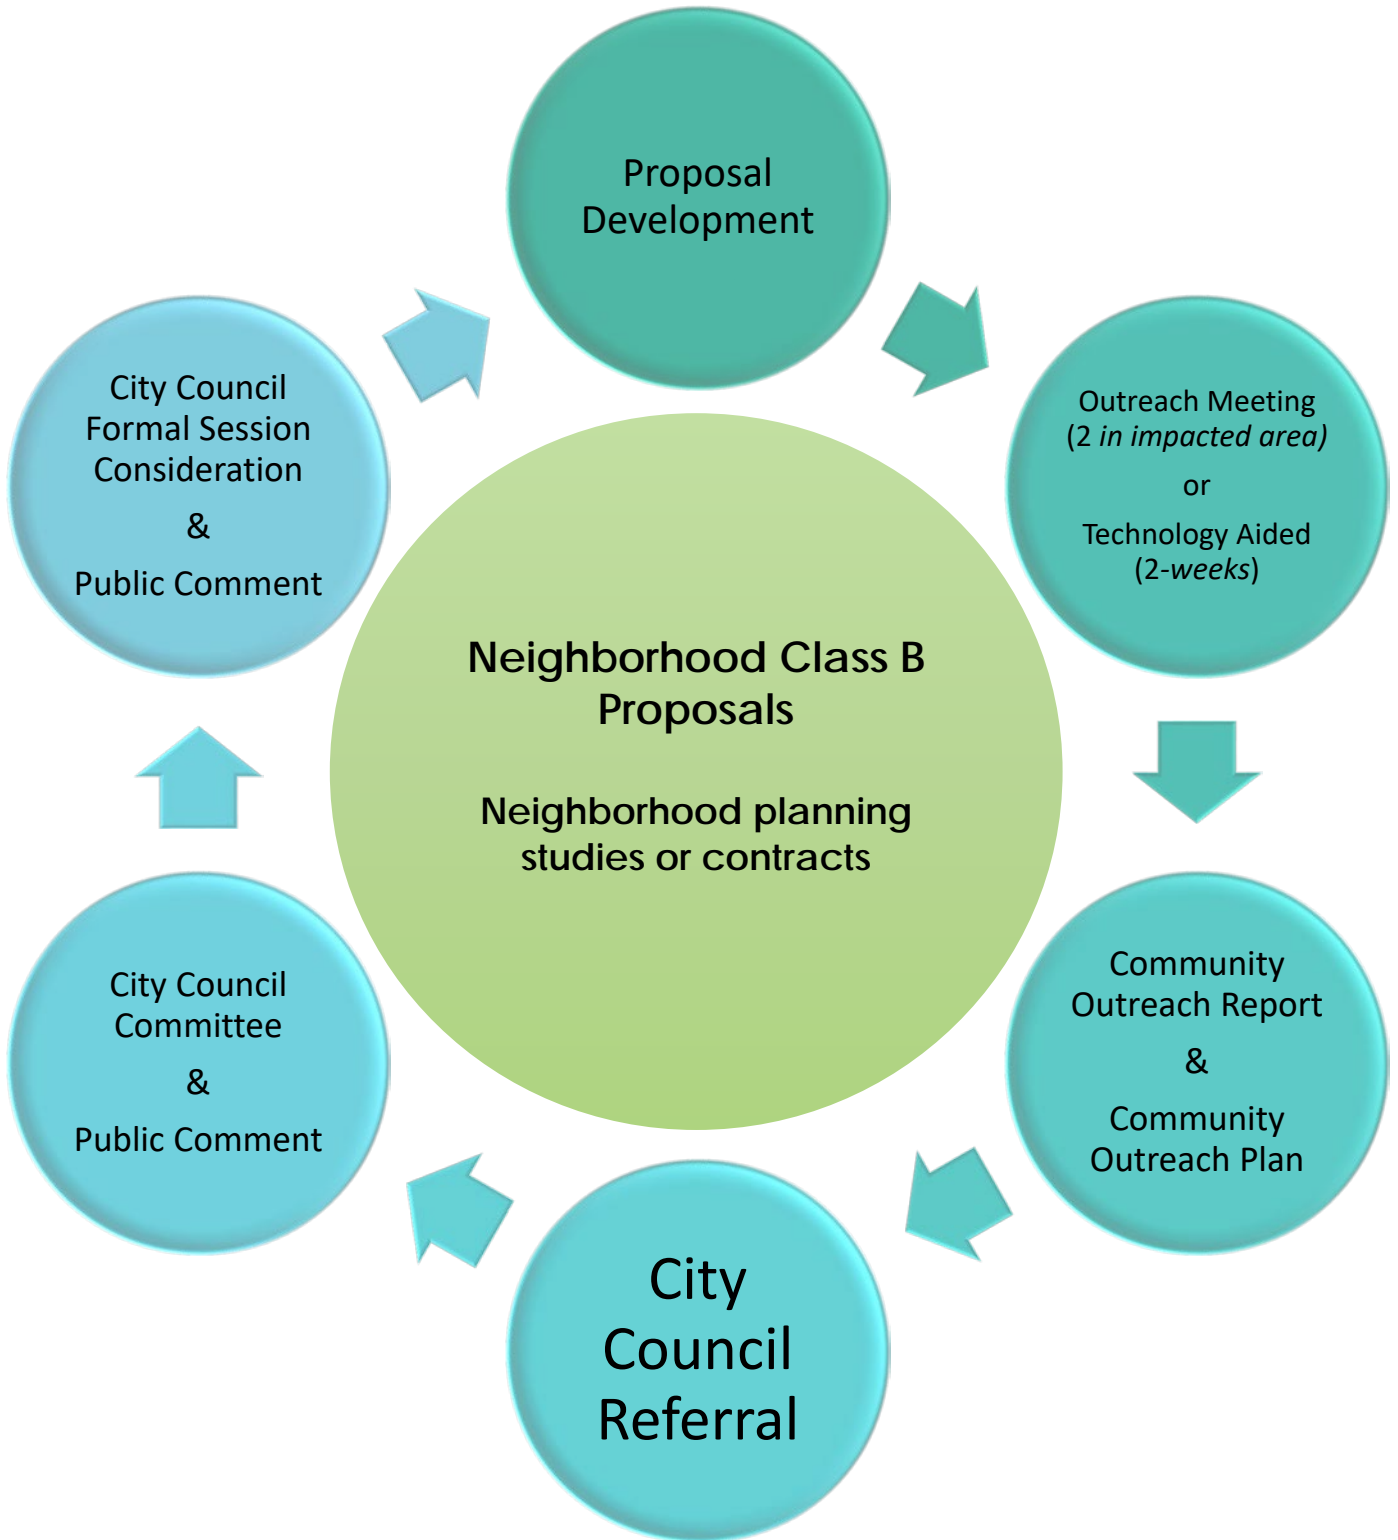 Proposal
Development
Outreach Meeting
(2 in impacted area)
or
Technology Aided
(2-weeks)
Community
Outreach Report
&
Community
Outreach Plan
City
Council
Referral
City Council
Committee
&
Public Comment
City Council
Formal Session
Consideration
&
Public Comment
Neighborhood Class B
Proposals
Neighborhood planning
studies or contracts